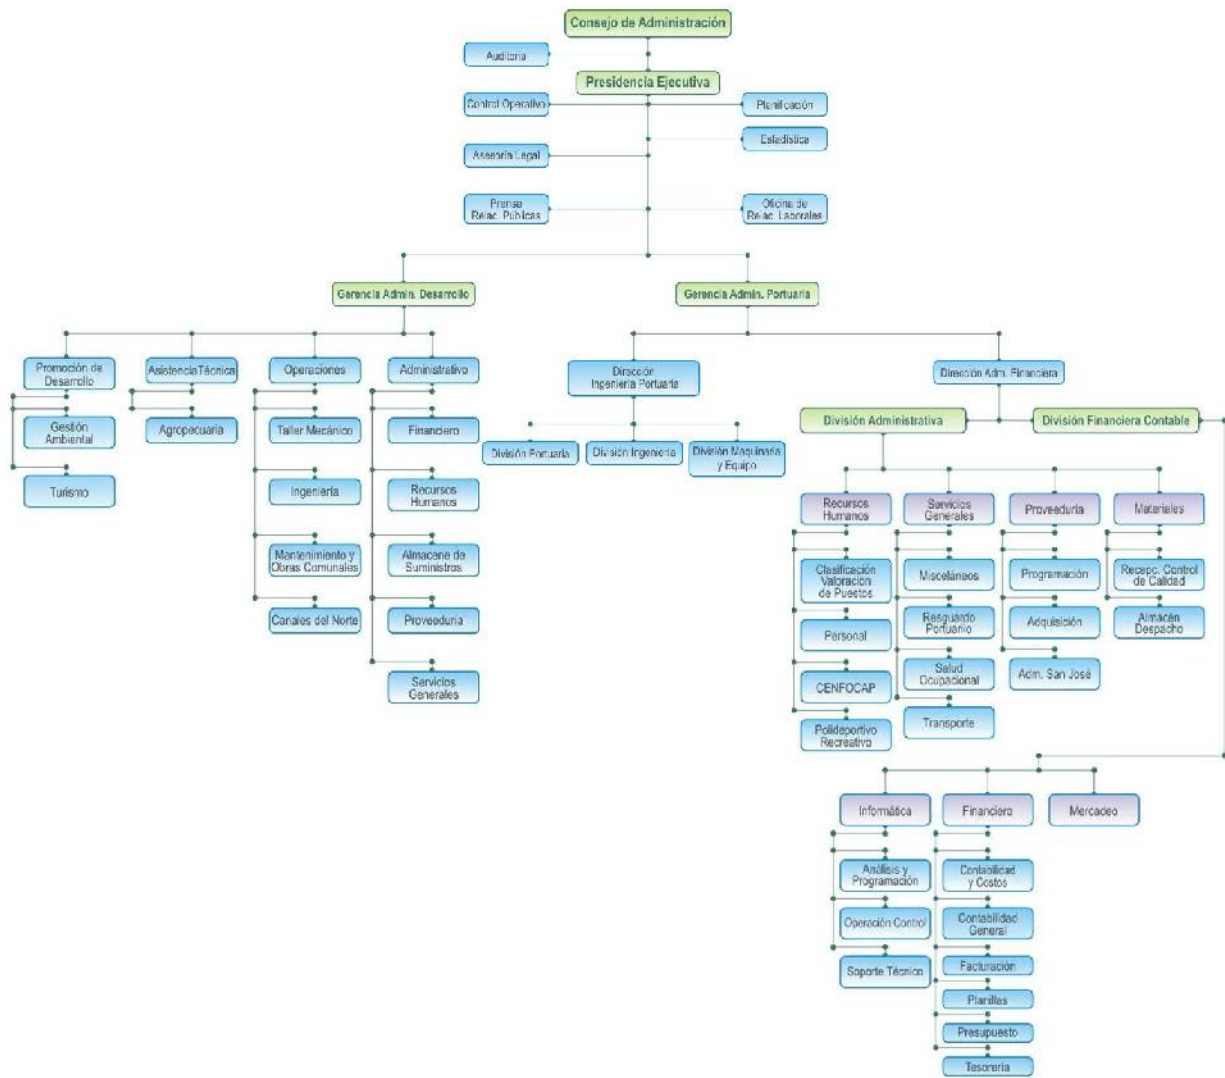 Consejo de Administración
Auditoria
Presidencia Ejecutiva
Control Operativo
Planificación
Estadística
Asesoría Legal
Prensa
Relac. Públicas
Oficina de
Relac. Laborales
Gerencia Admin. Desarrollo
Gerencia Admin. Portuaria
Promoción de
Desarrollo
Asistencia Técnica
Operaciones
Administrativo
Gestión
Ambiental
Agropecuaria
Taller Mecánico
Financiero
Turismo
Ingeniería
Recursos
Humanos
Mantenimiento y
Obras Comunales
Almacene de
Suministros
Canales del Norte
Proveeduria
Servicios
Generales
Dirección
Ingeniería Portuaria
Dirección Adm. Financiera
División Portuaria
División Ingeniería
División Maquinaria
y Equipo
División Administrativa
División Financiera Contable
Recursos
Humanos
Servicios
Generales
Proveeduria
Materiales
Clasificación
Valoración
de Puestos
Misceláneos
Programación
Recepc. Control
de Calidad
Personal
Resguardo
Portuario
Adquisición
Almacén
Despacho
CENFOCAP
Salud
Ocupacional
Adm. San José
Polideportivo
Recreativo
Transporte
Informática
Financiero
Mercadeo
Análisis y
Programación
Contabilidad
y Costos
Operación Control
Contabilidad
General
Soporte Técnico
Facturación
Planillas
Presupuesto
Tesorería